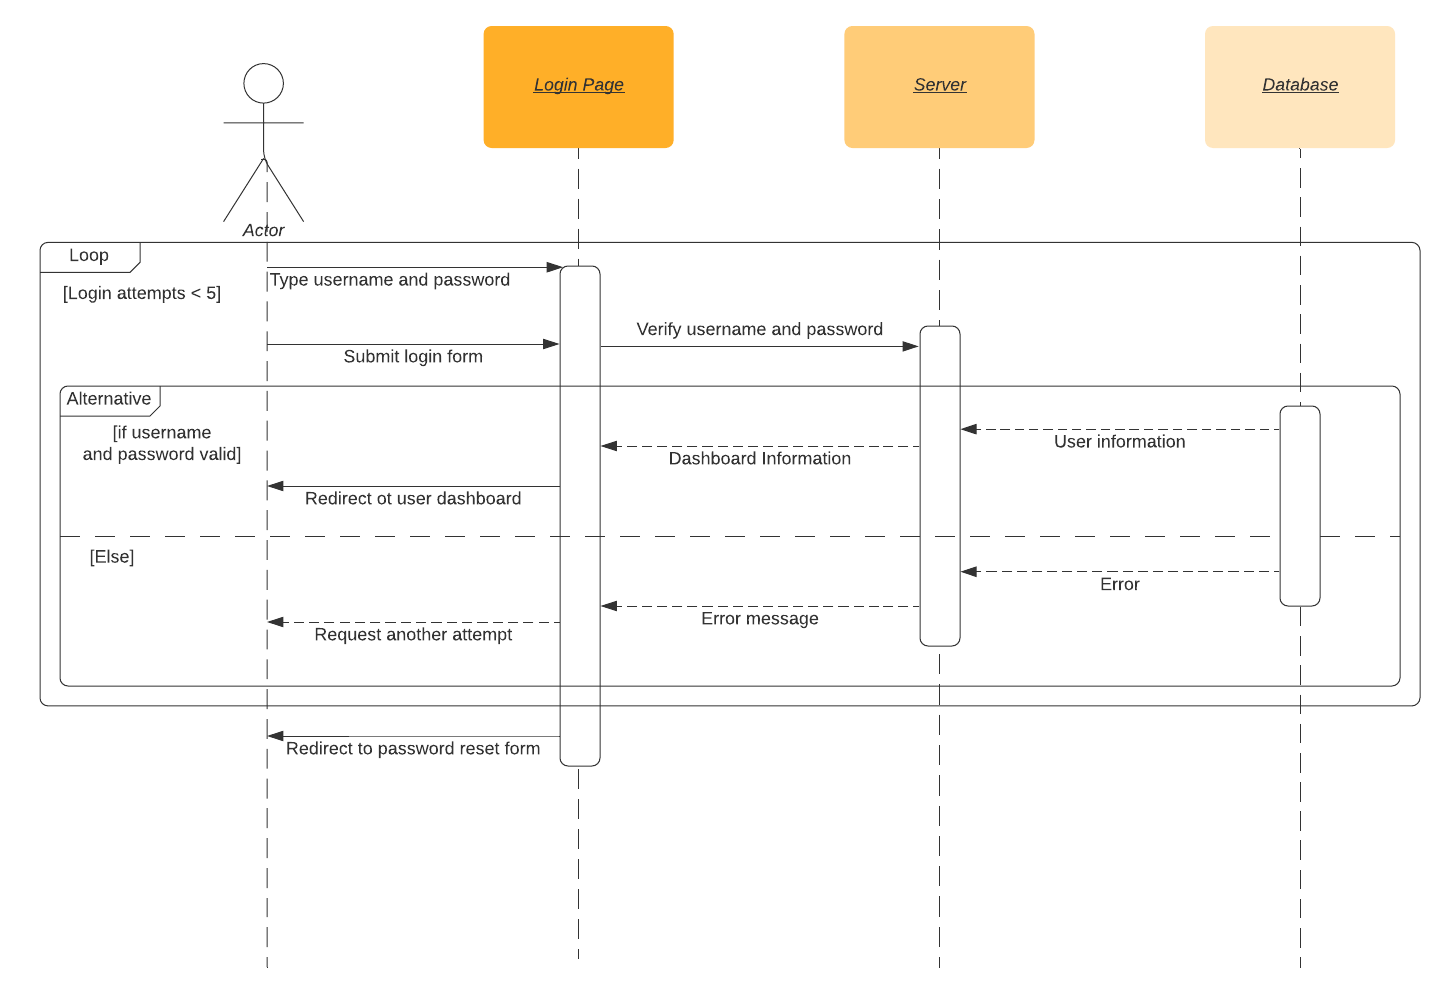 Login Page
Server
Database
Actor
Loop
Type username and password
[Login attempts < 5]
Verify username and password
Submit login form
Alternative
[if username
and password valid]
User information
Dashboard Information
Redirect ot user dashboard
[Else]
Error
Error message
Request another attempt
Redirect to password reset form